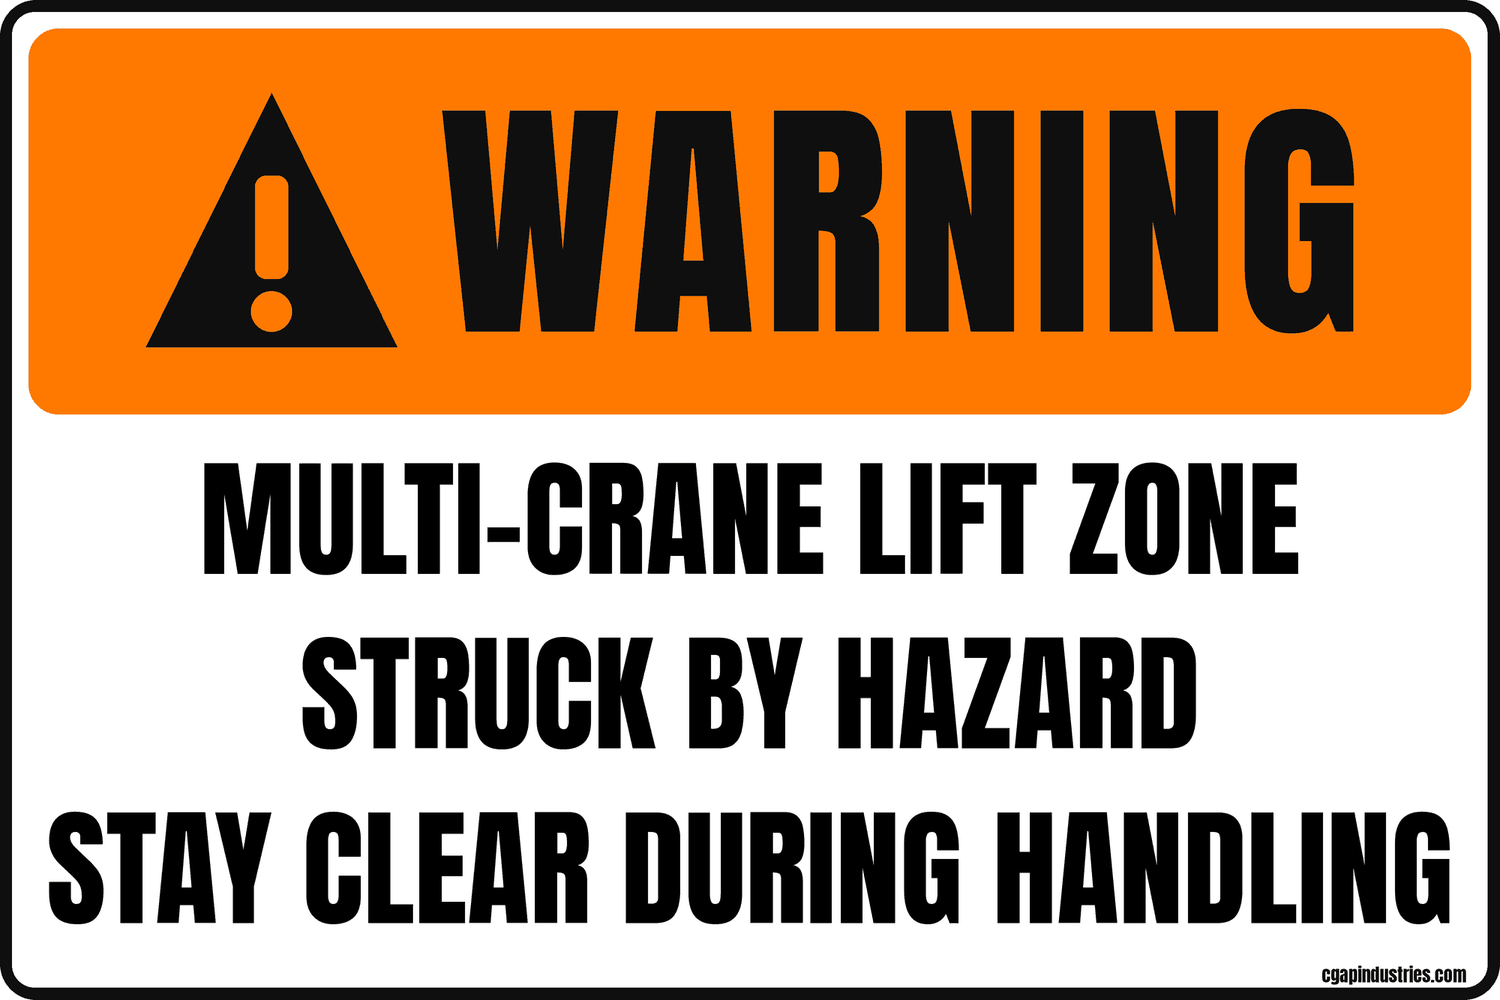 WARNING
MULTI-CRANE LIFT ZONE
STRUCK BY HAZARD
STAY CLEAR DURING HANDLING
cgapindustries.com